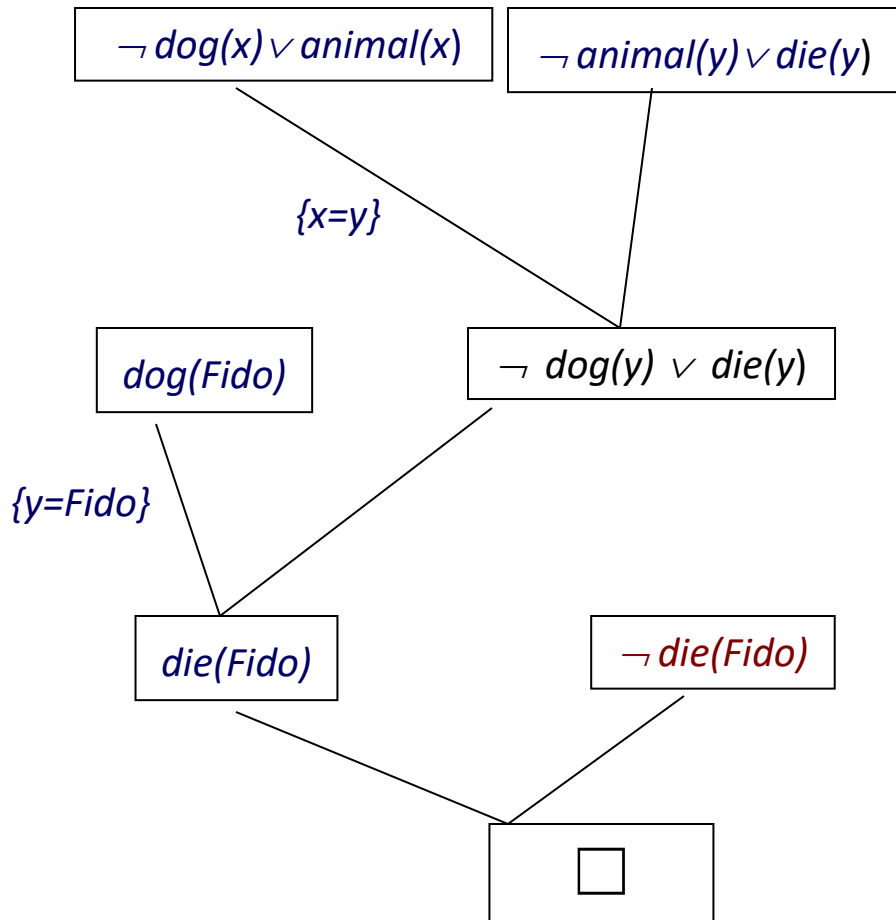 ¬ dog(x) ∨ animal(x)
¬ animal(y) ∨ die(y)
{x=y}
dog(Fido)
¬ dog(y) ∨ die(y)
{y=Fido}
die(Fido)
¬ die(Fido)
□